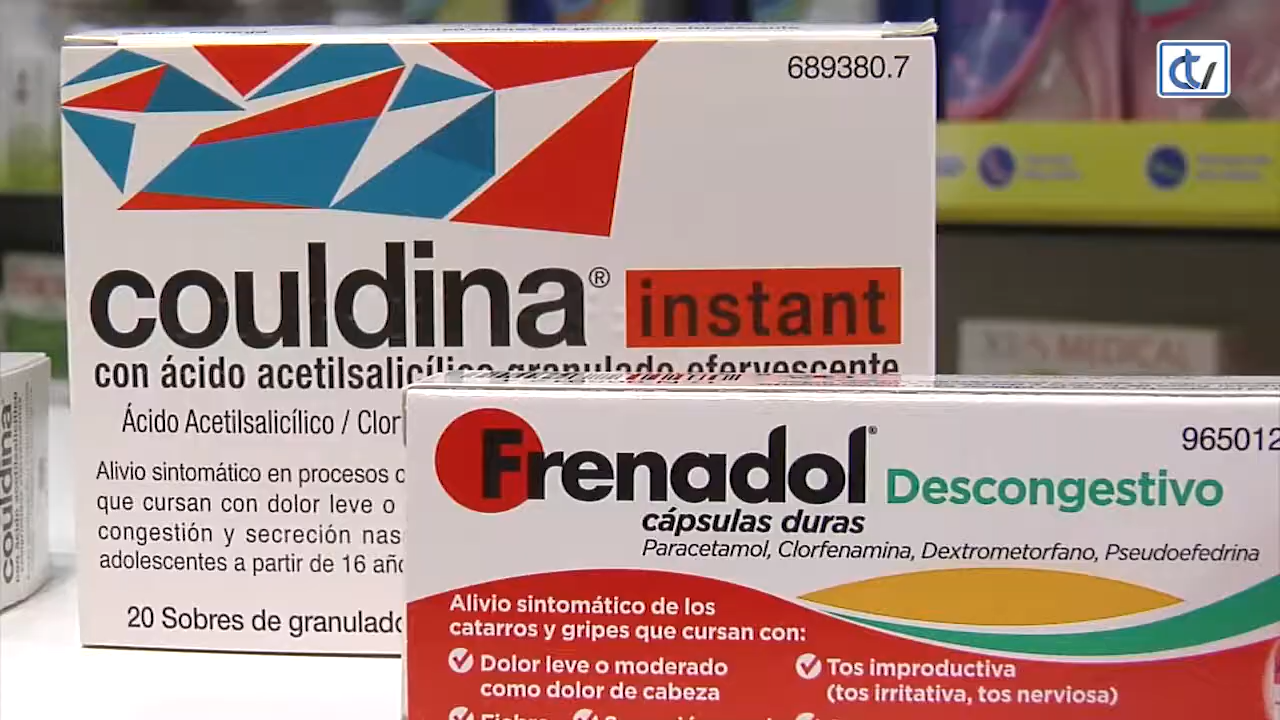 689380.7
couldina® instant
con ácido acetilsalicílico granulado efervescente
Ácido Acetilsalicílico / Clor
Alivio sintomático en procesos
que cursan con dolor leve o
congestión y secreción nas
adolescentes a partir de 16 año
20 Sobres de granulado
couldina
Frenadol® Descongestivo
965012
cápsulas duras
Paracetamol, Clorfenamina, Dextrometorfano, Pseudoefedrina
Alivio sintomático de los
catarros y gripes que cursan con:
Dolor leve o moderado
como dolor de cabeza
Tos improductiva
(tos irritativa, tos nerviosa)
MEDICAL
ctv